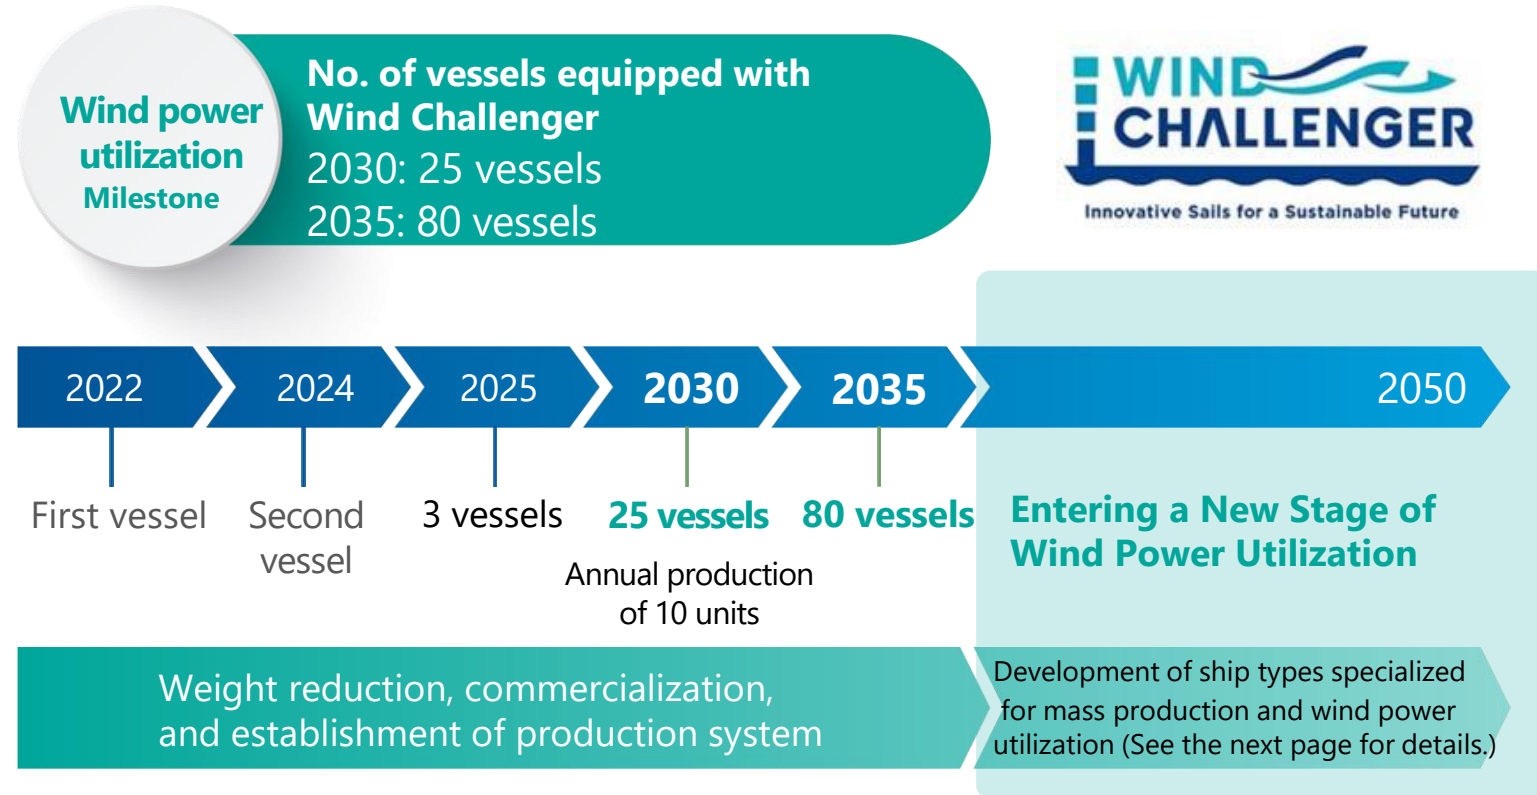 Wind power
utilization
Milestone
No. of vessels equipped with
Wind Challenger
2030: 25 vessels
2035: 80 vessels
WIND
CHALLENGER
Innovative Sails for a Sustainable Future
2022
2024
2025
2030
2035
2050
First vessel
Second
vessel
3 vessels
25 vessels
80 vessels
Annual production
of 10 units
Entering a New Stage of
Wind Power Utilization
Weight reduction, commercialization,
and establishment of production system
Development of ship types specialized
for mass production and wind power
utilization (See the next page for details.)